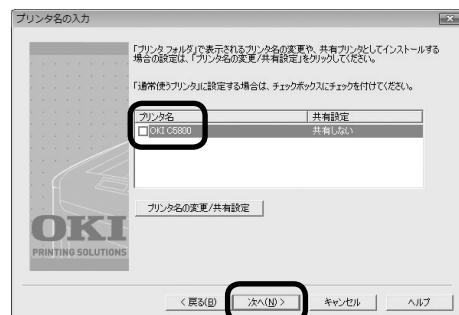 プリンタ名の入力
「プリンタ フォルダ」で表示されるプリンタ名の変更や、共有プリンタとしてインストールする
場合の設定は、「プリンタ名の変更/共有設定」をクリックしてください。
「通常使うプリンタ」に設定する場合は、チェックボックスにチェックを付けてください。
プリンタ名 共有設定
OKI C5800 共有しない
プリンタ名の変更/共有設定
OKI
PRINTING SOLUTIONS
< 戻る(B) 次へ(N) > キャンセル ヘルプ